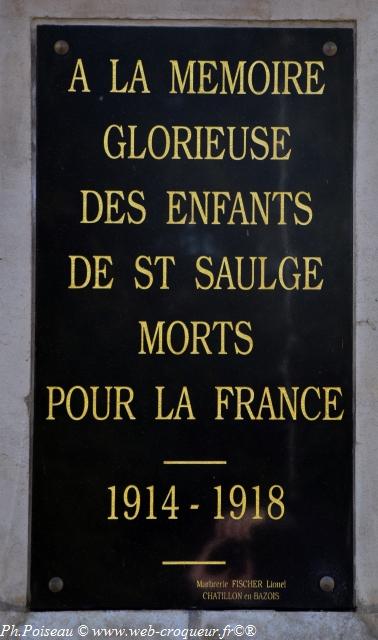 A LA MEMOIRE
GLORIEUSE
DES ENFANTS
DE ST SAULGE
MORTS
POUR LA FRANCE
1914 - 1918
Marbrerie FISCHER Lionel
CHATILLON en BAZOIS
Ph.Poiseau © www-web-croqueur.fr©®